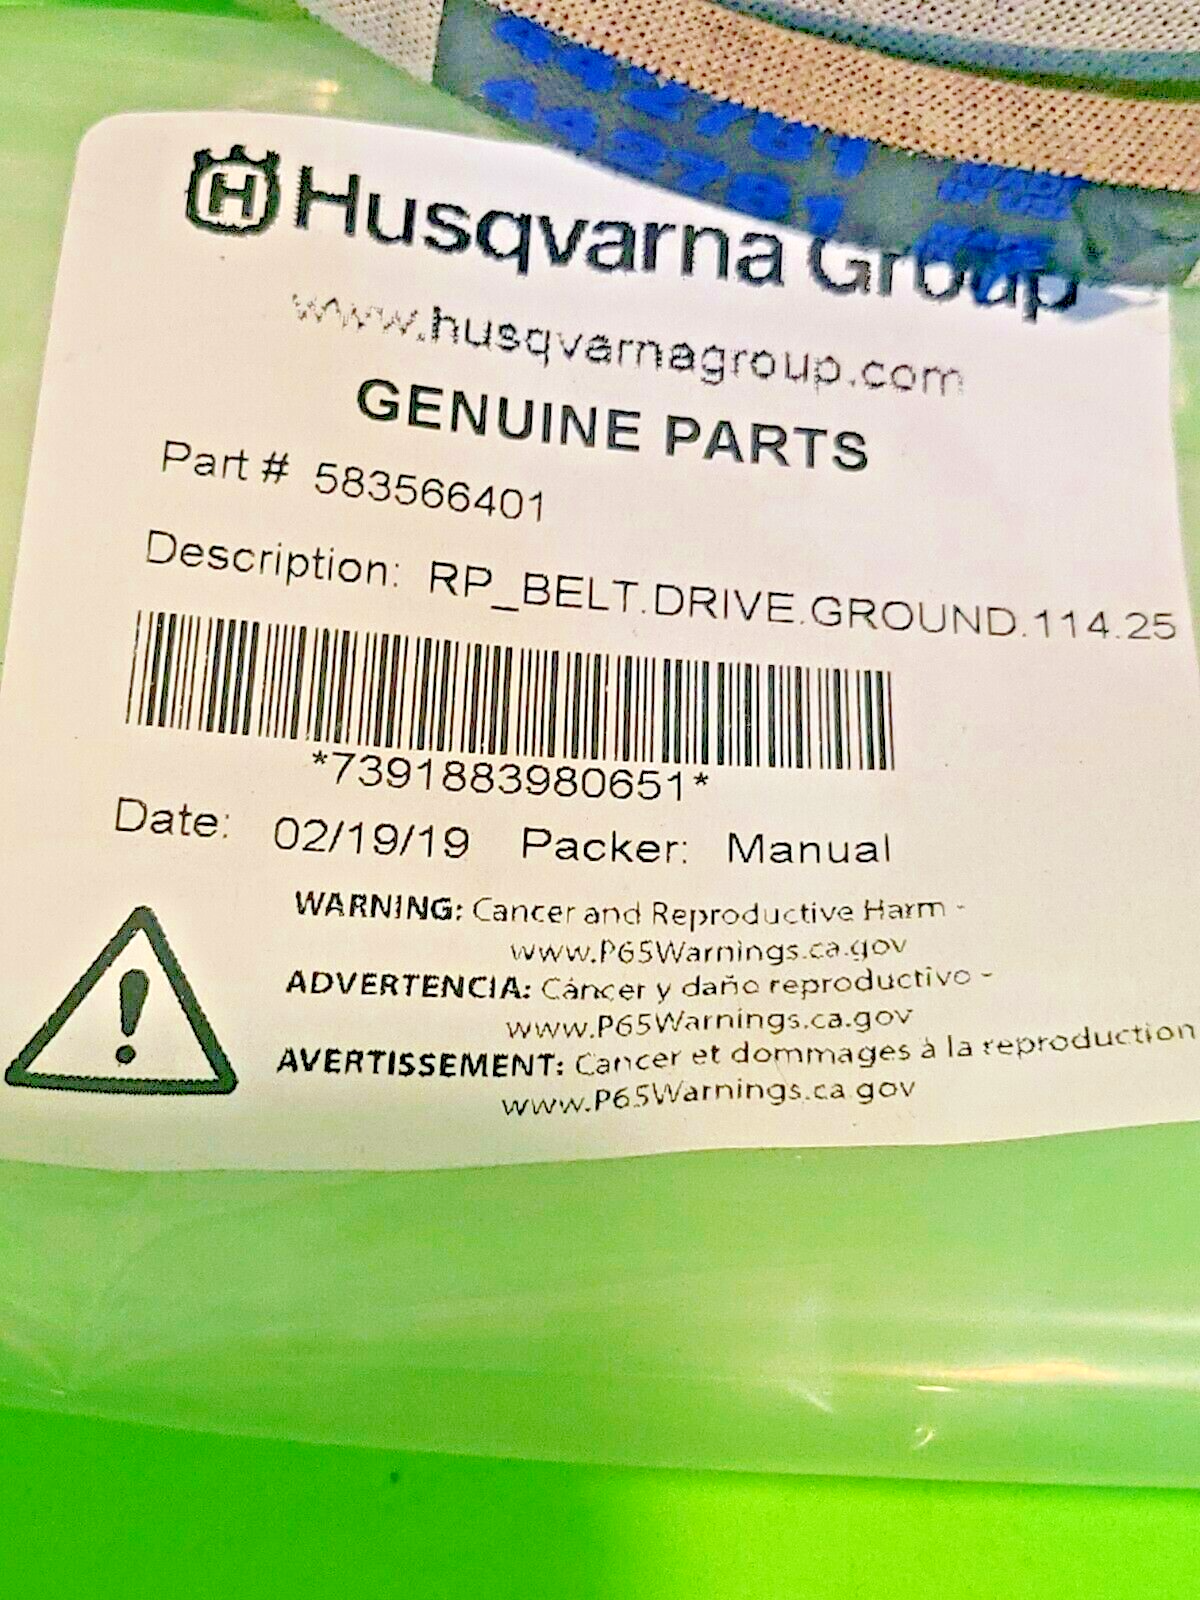 H Husqvarna Group
www.husqvarnagroup.com
GENUINE PARTS
Part # 583566401
Description: RP_BELT.DRIVE.GROUND.114.25
*7391883980651*
Date: 02/19/19 Packer: Manual
WARNING: Cancer and Reproductive Harm -
www.P65Warnings.ca.gov
ADVERTENCIA: Cáncer y daño reproductivo -
www.P65Warnings.ca.gov
AVERTISSEMENT: Cancer et dommages à la reproduction
www.P65Warnings.ca.gov